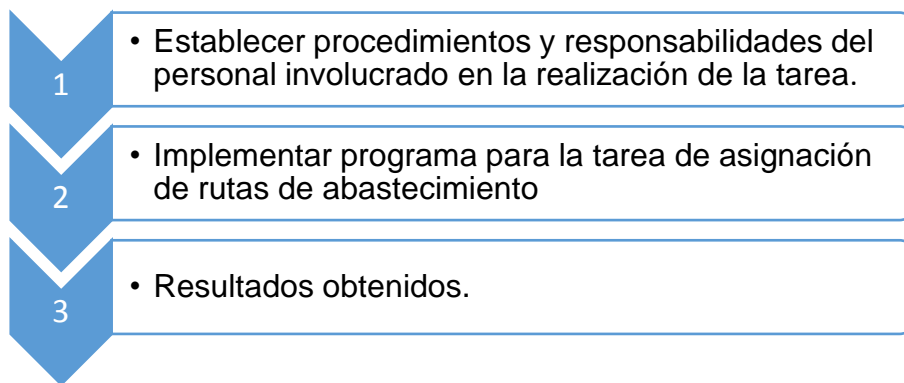 1
• Establecer procedimientos y responsabilidades del
personal involucrado en la realización de la tarea.
2
• Implementar programa para la tarea de asignación
de rutas de abastecimiento
3
• Resultados obtenidos.